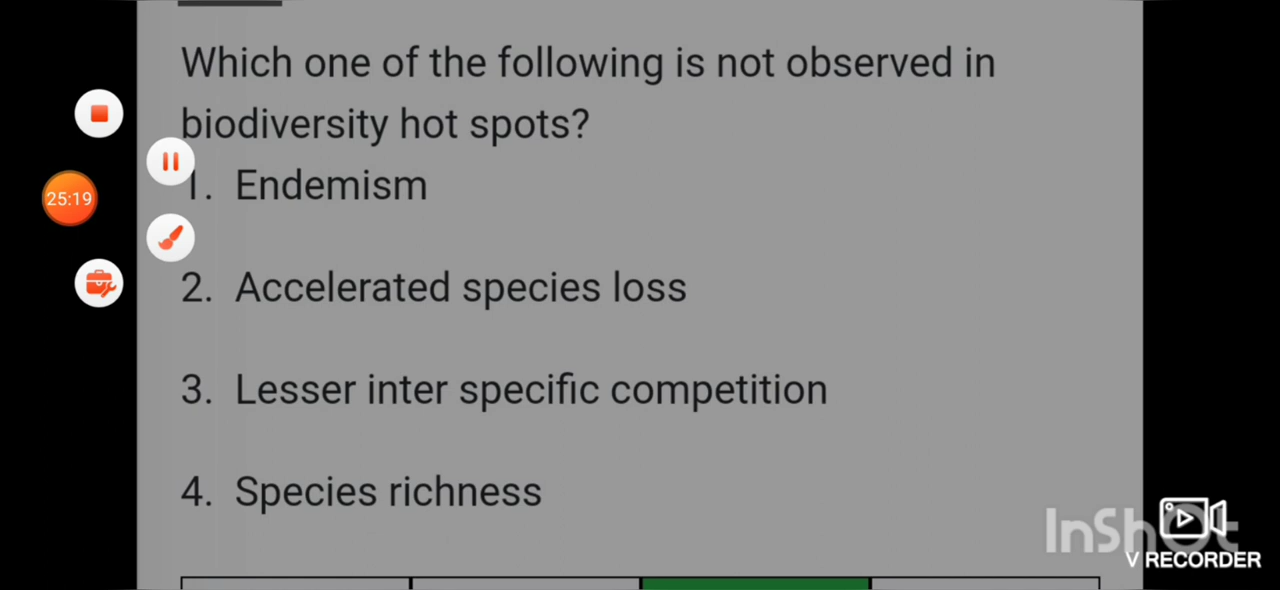 Which one of the following is not observed in
biodiversity hot spots?
1. Endemism
25:19
2. Accelerated species loss
3. Lesser inter specific competition
4. Species richness
InShOt
V RECORDER